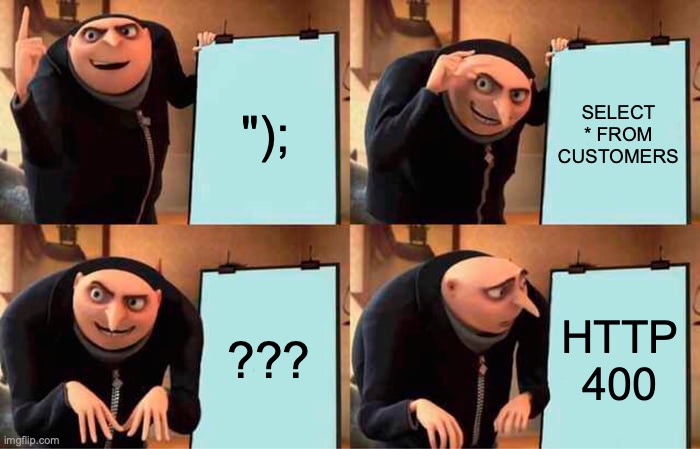 ");
SELECT
* FROM
CUSTOMERS
???
HTTP
400
imgflip.com